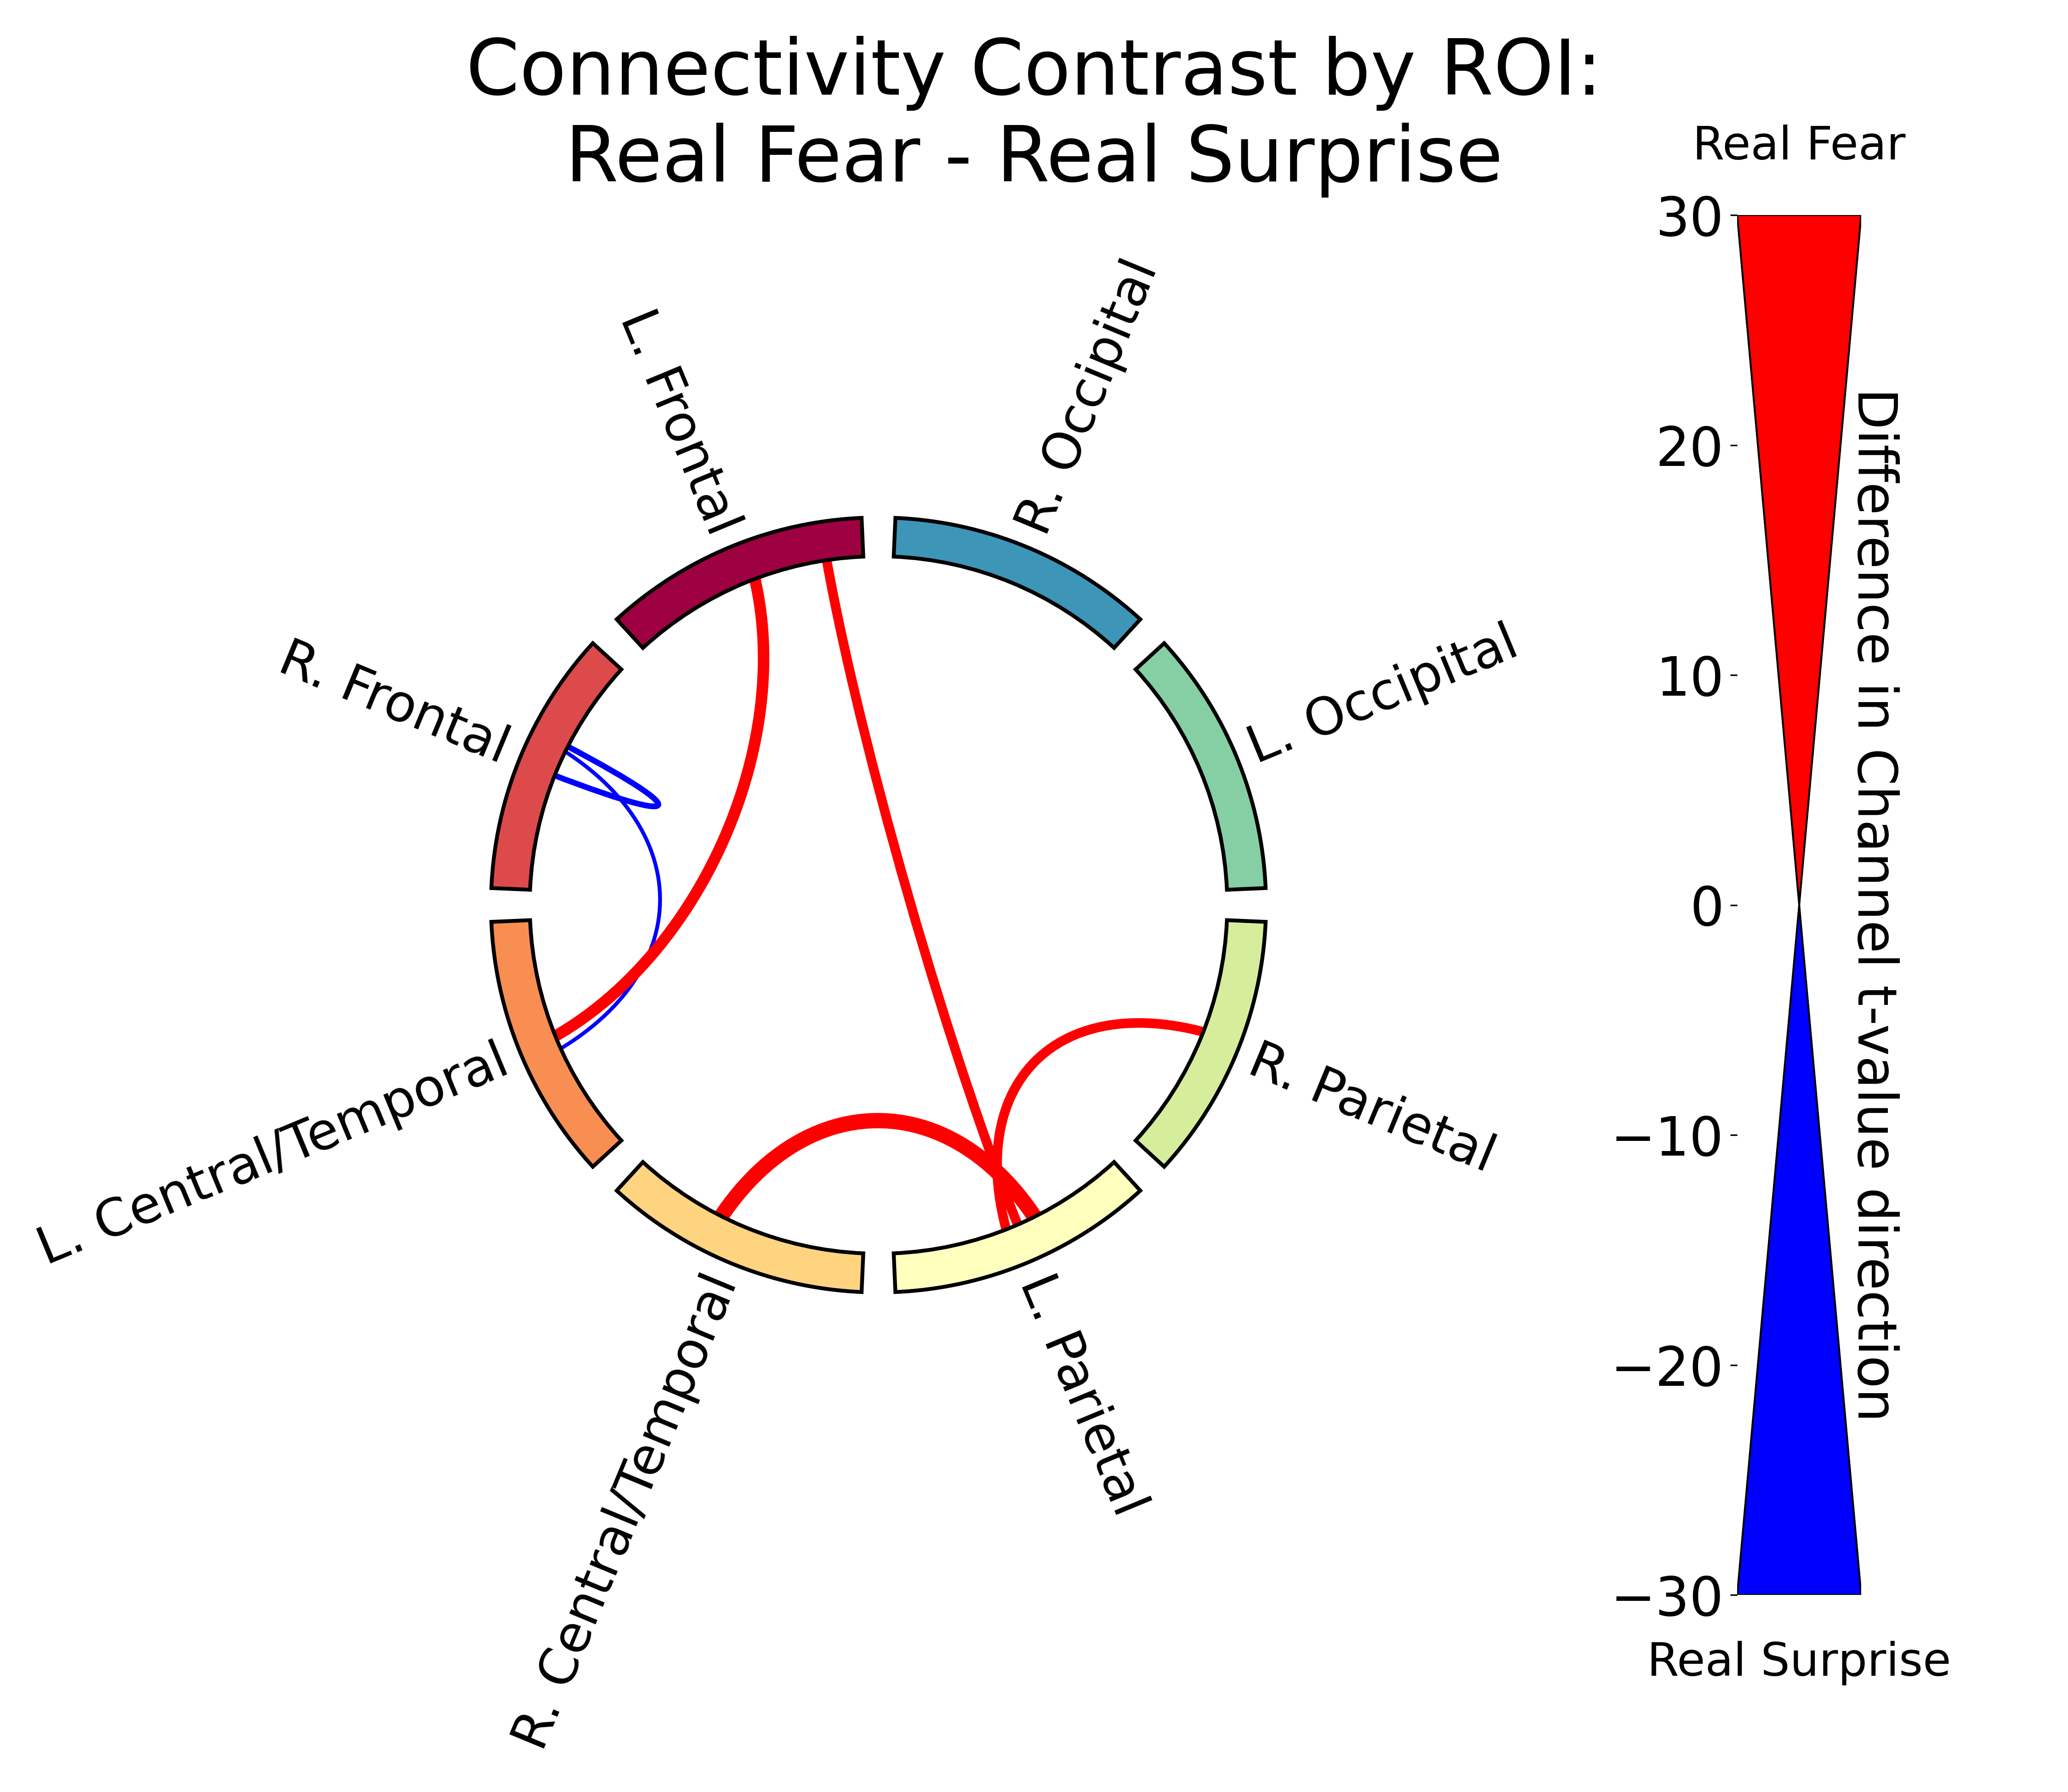 Connectivity Contrast by ROI:
Real Fear - Real Surprise
Real Fear
30
20
10
0
−10
−20
−30
Real Surprise
Difference in Channel t-value direction
R. Occipital
L. Frontal
L. Occipital
R. Frontal
R. Parietal
L. Central/Temporal
L. Parietal
R. Central/Temporal